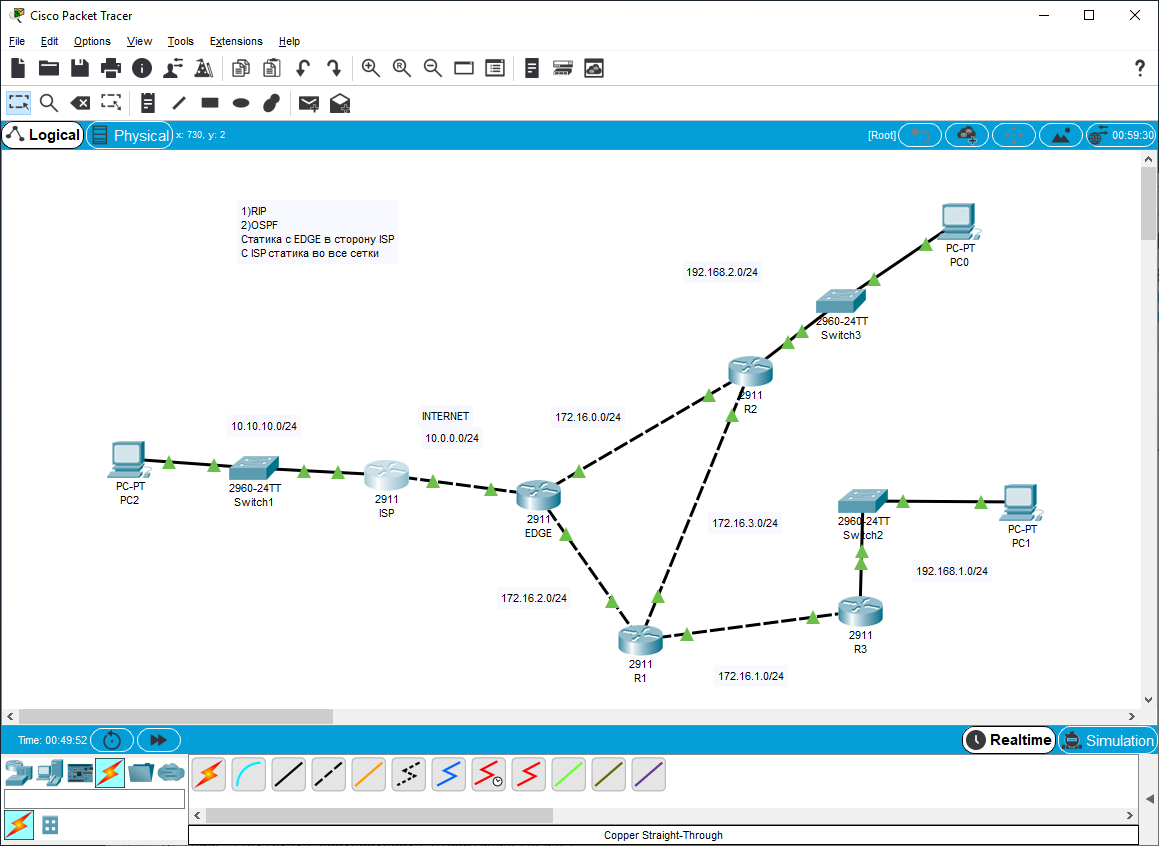 Cisco Packet Tracer
File Edit Options View Tools Extensions Help
Logical Physical x: 730, y: 2 [Root] 00:59:30
1)RIP
2)OSPF
Статика с EDGE в сторону ISP
С ISP статика во все сетки
PC-PT
PC0
192.168.2.0/24
2960-24TT
Switch3
2911
R2
INTERNET
10.0.0.0/24
172.16.0.0/24
10.10.10.0/24
PC-PT
PC2
2960-24TT
Switch1
2911
ISP
2911
EDGE
172.16.3.0/24
2960-24TT
Switch2
PC-PT
PC1
192.168.1.0/24
172.16.2.0/24
2911
R3
2911
R1
172.16.1.0/24
Time: 00:49:52 Realtime Simulation
Copper Straight-Through